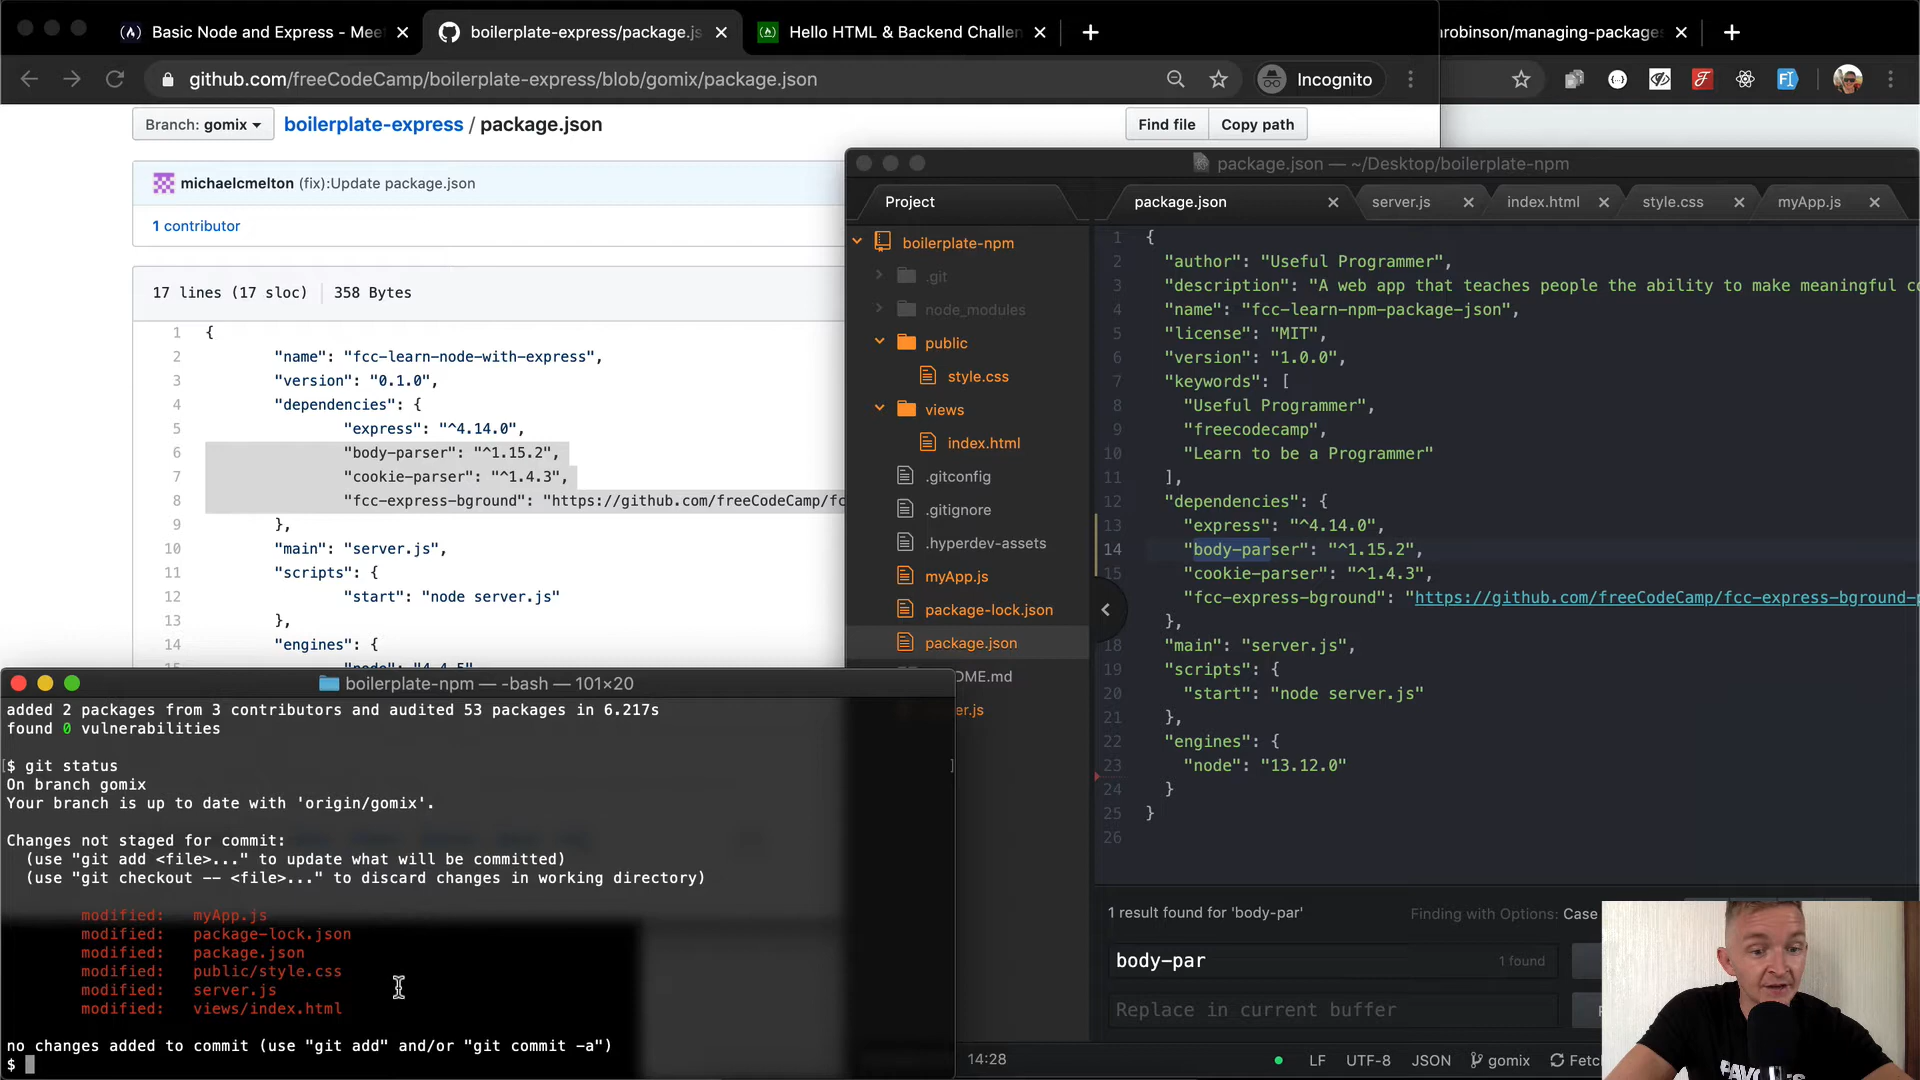 Basic Node and Express - Mee
boilerplate-express/package.js
Hello HTML & Backend Challen
robinson/managing-packages
github.com/freeCodeCamp/boilerplate-express/blob/gomix/package.json
Incognito
Branch: gomix
boilerplate-express / package.json
Find file
Copy path
michaelcmelton (fix):Update package.json
1 contributor
17 lines (17 sloc)
358 Bytes
1 {
2 "name": "fcc-learn-node-with-express",
3 "version": "0.1.0",
4 "dependencies": {
5 "express": "^4.14.0",
6 "body-parser": "^1.15.2",
7 "cookie-parser": "^1.4.3",
8 "fcc-express-bground": "https://github.com/freeCodeCamp/fc
9 },
10 "main": "server.js",
11 "scripts": {
12 "start": "node server.js"
13 },
14 "engines": {
15 "node": "4.4.5"
package.json — ~/Desktop/boilerplate-npm
Project
boilerplate-npm
.git
node_modules
public
style.css
views
index.html
.gitconfig
.gitignore
.hyperdev-assets
myApp.js
package-lock.json
package.json
DME.md
er.js
package.json
server.js
index.html
style.css
myApp.js
1 {
2 "author": "Useful Programmer",
3 "description": "A web app that teaches people the ability to make meaningful co
4 "name": "fcc-learn-npm-package-json",
5 "license": "MIT",
6 "version": "1.0.0",
7 "keywords": [
8 "Useful Programmer",
9 "freecodecamp",
10 "Learn to be a Programmer"
11 ],
12 "dependencies": {
13 "express": "^4.14.0",
14 "body-parser": "^1.15.2",
15 "cookie-parser": "^1.4.3",
"fcc-express-bground": "https://github.com/freeCodeCamp/fcc-express-bground-p
},
18 "main": "server.js",
19 "scripts": {
20 "start": "node server.js"
21 },
22 "engines": {
23 "node": "13.12.0"
24 }
25 }
26
1 result found for 'body-par'
Finding with Options: Case
body-par
1 found
Replace in current buffer
14:28
LF
UTF-8
JSON
gomix
Fetc
boilerplate-npm — -bash — 101×20
added 2 packages from 3 contributors and audited 53 packages in 6.217s
found 0 vulnerabilities
[$ git status ]
On branch gomix
Your branch is up to date with 'origin/gomix'.
Changes not staged for commit:
(use "git add <file>..." to update what will be committed)
(use "git checkout -- <file>..." to discard changes in working directory)
modified: myApp.js
modified: package-lock.json
modified: package.json
modified: public/style.css
modified: server.js
modified: views/index.html
no changes added to commit (use "git add" and/or "git commit -a")
$